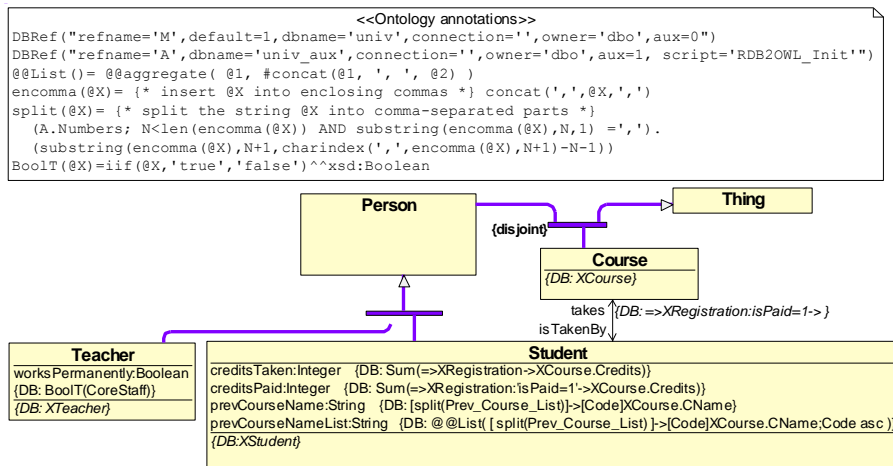 <<Ontology annotations>>
DBRef("refname='M',default=1,dbname='univ',connection='',owner='dbo',aux=0")
DBRef("refname='A',dbname='univ_aux',connection='',owner='dbo',aux=1, script='RDB2OWL_Init'")
@@List()= @@aggregate( @1, #concat(@1, ', ', @2) )
encomma(@X)= {* insert @X into enclosing commas *} concat(',',@X,',')
split(@X)= {* split the string @X into comma-separated parts *}
(A.Numbers; N<len(encomma(@X)) AND substring(encomma(@X),N,1) =',').
(substring(encomma(@X),N+1,charindex(',',encomma(@X),N+1)-N-1))
BoolT(@X)=iif(@X,'true','false')^^xsd:Boolean
Person
Thing
{disjoint}
Course
{DB: XCourse}
takes {DB: =>XRegistration:isPaid=1-> }
isTakenBy
Teacher
worksPermanently:Boolean
{DB: BoolT(CoreStaff)}
{DB: XTeacher}
Student
creditsTaken:Integer {DB: Sum(=>XRegistration->XCourse.Credits)}
creditsPaid:Integer {DB: Sum(=>XRegistration:'isPaid=1'->XCourse.Credits)}
prevCourseName:String {DB: [split(Prev_Course_List)]->[Code]XCourse.CName}
prevCourseNameList:String {DB: @@List( [ split(Prev_Course_List) ]->[Code]XCourse.CName;Code asc )}
{DB:XStudent}